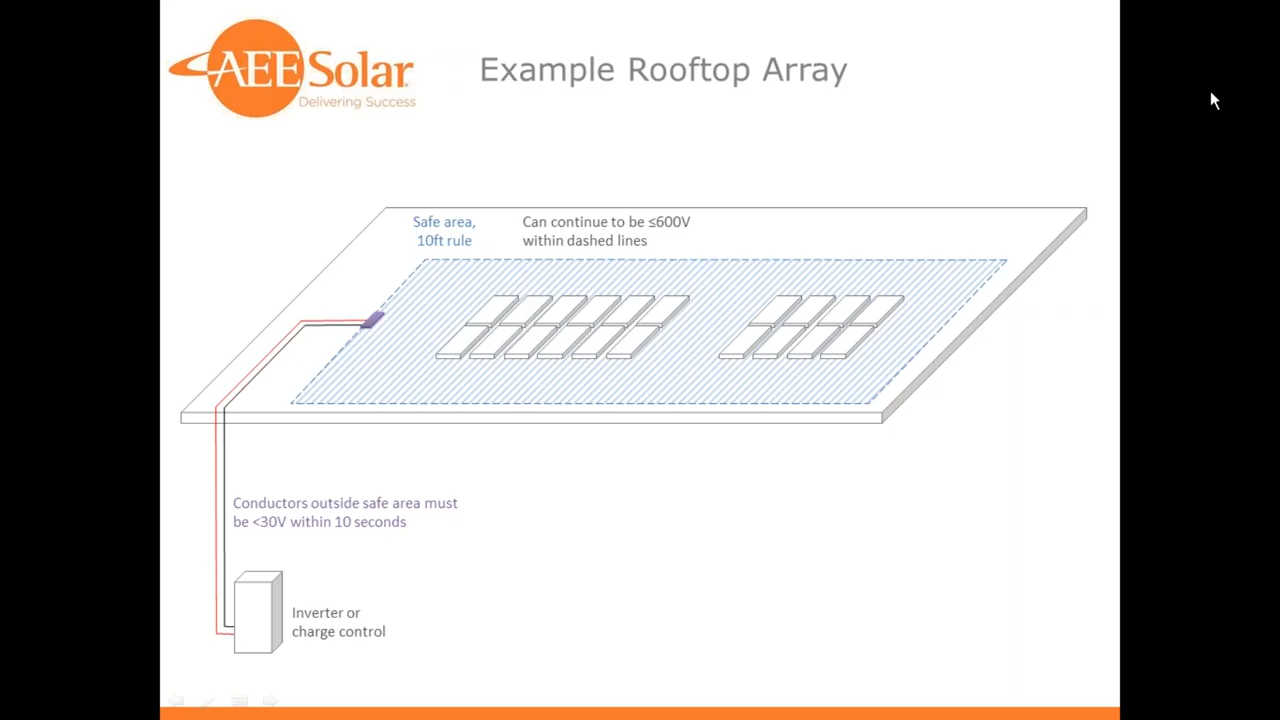 AEE Solar
Delivering Success
Example Rooftop Array
Safe area,
10ft rule
Can continue to be ≤600V
within dashed lines
Conductors outside safe area must
be <30V within 10 seconds
Inverter or
charge control